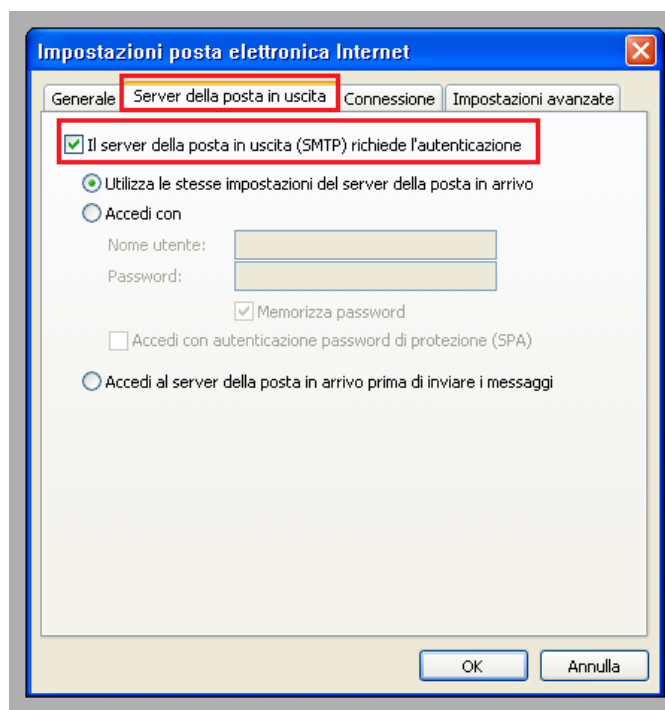 Impostazioni posta elettronica Internet
Generale Server della posta in uscita Connessione Impostazioni avanzate
Il server della posta in uscita (SMTP) richiede l'autenticazione
Utilizza le stesse impostazioni del server della posta in arrivo
Accedi con
Nome utente:
Password:
Memorizza password
Accedi con autenticazione password di protezione (SPA)
Accedi al server della posta in arrivo prima di inviare i messaggi
OK Annulla